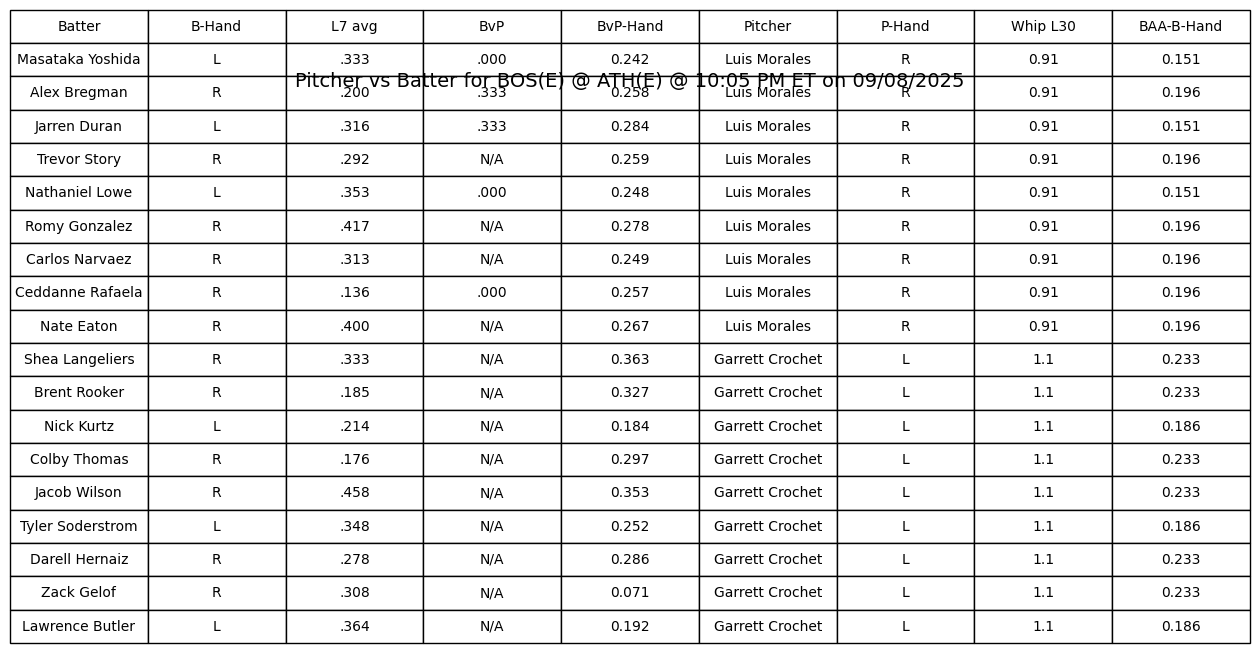 Batter B-Hand L7 avg BvP BvP-Hand Pitcher P-Hand Whip L30 BAA-B-Hand
Masataka Yoshida L .333 .000 0.242 Luis Morales R 0.91 0.151
Pitcher vs Batter for BOS(E) @ ATH(E) @ 10:05 PM ET on 09/08/2025
Alex Bregman R .200 .333 0.258 Luis Morales R 0.91 0.196
Jarren Duran L .316 .333 0.284 Luis Morales R 0.91 0.151
Trevor Story R .292 N/A 0.259 Luis Morales R 0.91 0.196
Nathaniel Lowe L .353 .000 0.248 Luis Morales R 0.91 0.151
Romy Gonzalez R .417 N/A 0.278 Luis Morales R 0.91 0.196
Carlos Narvaez R .313 N/A 0.249 Luis Morales R 0.91 0.196
Ceddanne Rafaela R .136 .000 0.257 Luis Morales R 0.91 0.196
Nate Eaton R .400 N/A 0.267 Luis Morales R 0.91 0.196
Shea Langeliers R .333 N/A 0.363 Garrett Crochet L 1.1 0.233
Brent Rooker R .185 N/A 0.327 Garrett Crochet L 1.1 0.233
Nick Kurtz L .214 N/A 0.184 Garrett Crochet L 1.1 0.186
Colby Thomas R .176 N/A 0.297 Garrett Crochet L 1.1 0.233
Jacob Wilson R .458 N/A 0.353 Garrett Crochet L 1.1 0.233
Tyler Soderstrom L .348 N/A 0.252 Garrett Crochet L 1.1 0.186
Darell Hernaiz R .278 N/A 0.286 Garrett Crochet L 1.1 0.233
Zack Gelof R .308 N/A 0.071 Garrett Crochet L 1.1 0.233
Lawrence Butler L .364 N/A 0.192 Garrett Crochet L 1.1 0.186